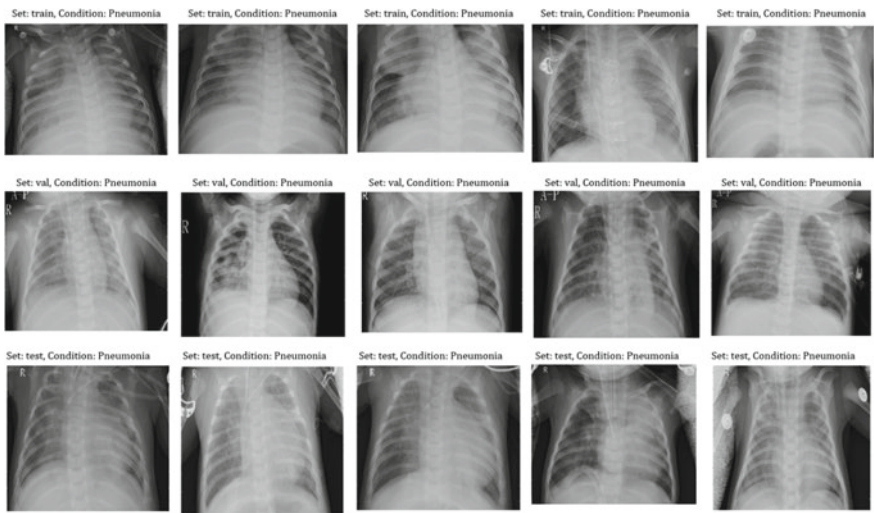 Set: train, Condition: Pneumonia
Set: train, Condition: Pneumonia
Set: train, Condition: Pneumonia
Set: train, Condition: Pneumonia
Set: train, Condition: Pneumonia
Set: val, Condition: Pneumonia
Set: val, Condition: Pneumonia
Set: val, Condition: Pneumonia
Set: val, Condition: Pneumonia
Set: val, Condition: Pneumonia
A-P
R
R
R
A-P
R
Set: test, Condition: Pneumonia
Set: test, Condition: Pneumonia
Set: test, Condition: Pneumonia
Set: test, Condition: Pneumonia
Set: test, Condition: Pneumonia
R
R
R